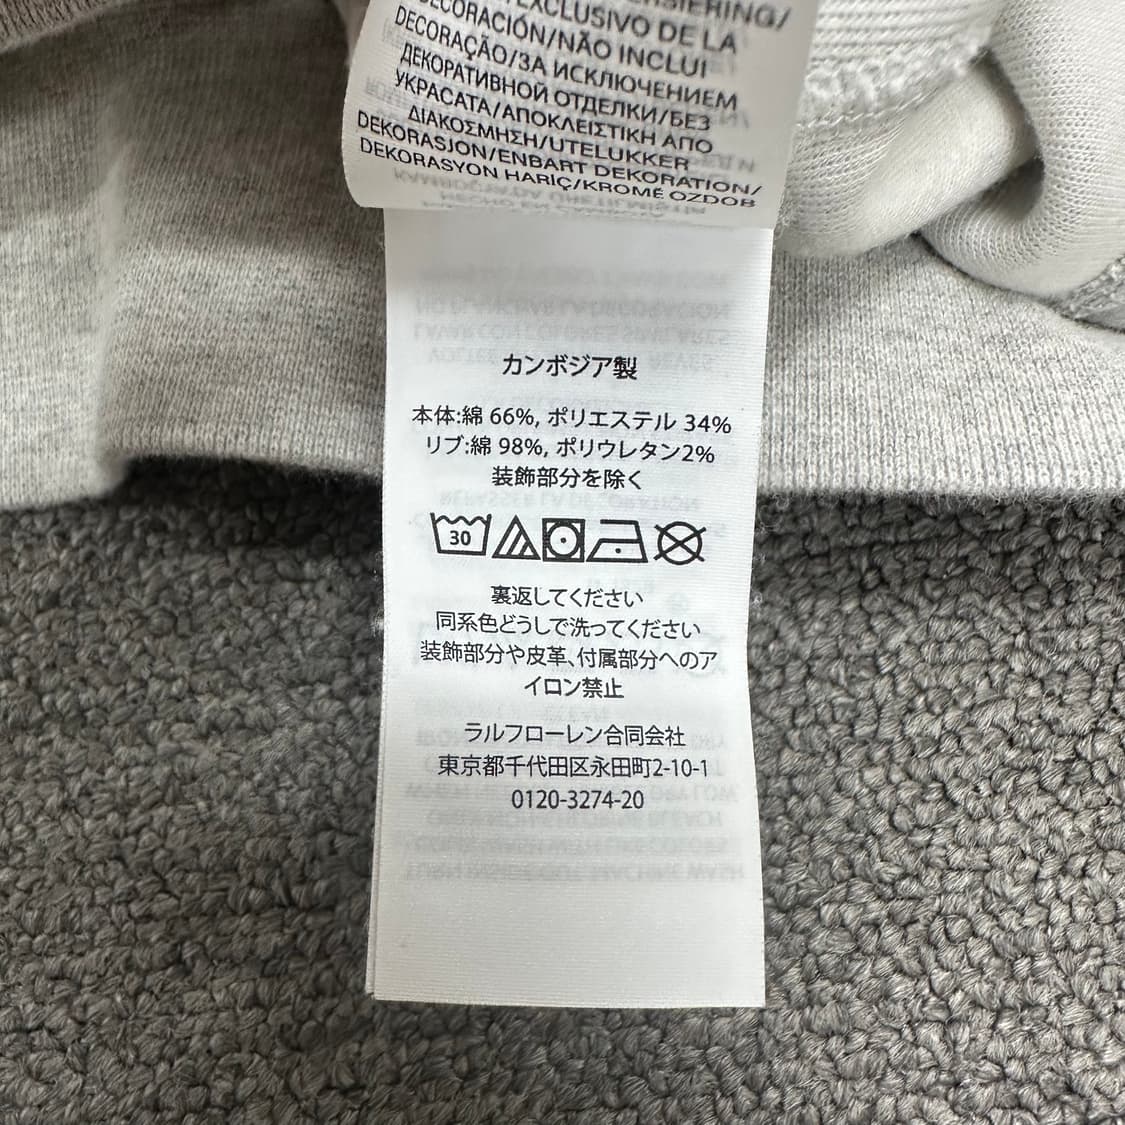 EXCLUSIVO DE LA
DECORACIÓN/NÃO INCLUI
DECORAÇÃO/ЗА ИСКЛЮЧЕНИЕМ
ДЕКОРАТИВНОЙ ОТДЕЛКИ/БЕЗ
УКРАСАТА/ΑΠΟΚΛΕΙΣΤΙΚΗ ΑΠΟ
ΔΙΑΚΟΣΜΗΣΗ/UTELUKKER
DEKORASJON/ENBART DEKORATION/
DEKORASYON HARIÇ/KROMĖ OZDOB
カンボジア製
本体:綿 66%, ポリエステル 34%
リブ:綿 98%, ポリウレタン2%
装飾部分を除く
30
裏返してください
同系色どうしで洗ってください
装飾部分や皮革、付属部分へのア
イロン禁止
ラルフローレン合同会社
東京都千代田区永田町2-10-1
0120-3274-20